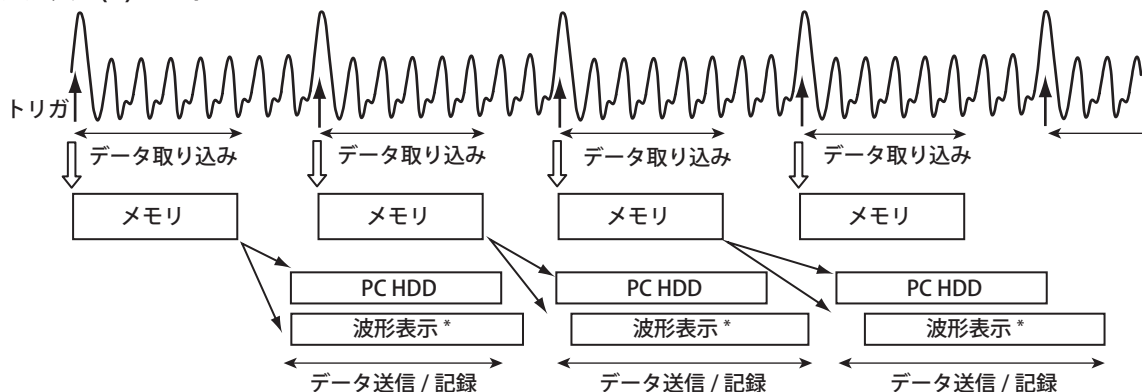 トリガ
データ取り込み データ取り込み データ取り込み データ取り込み
メモリ メモリ メモリ メモリ
PC HDD PC HDD PC HDD
波形表示 * 波形表示 * 波形表示 *
データ送信 / 記録 データ送信 / 記録 データ送信 / 記録